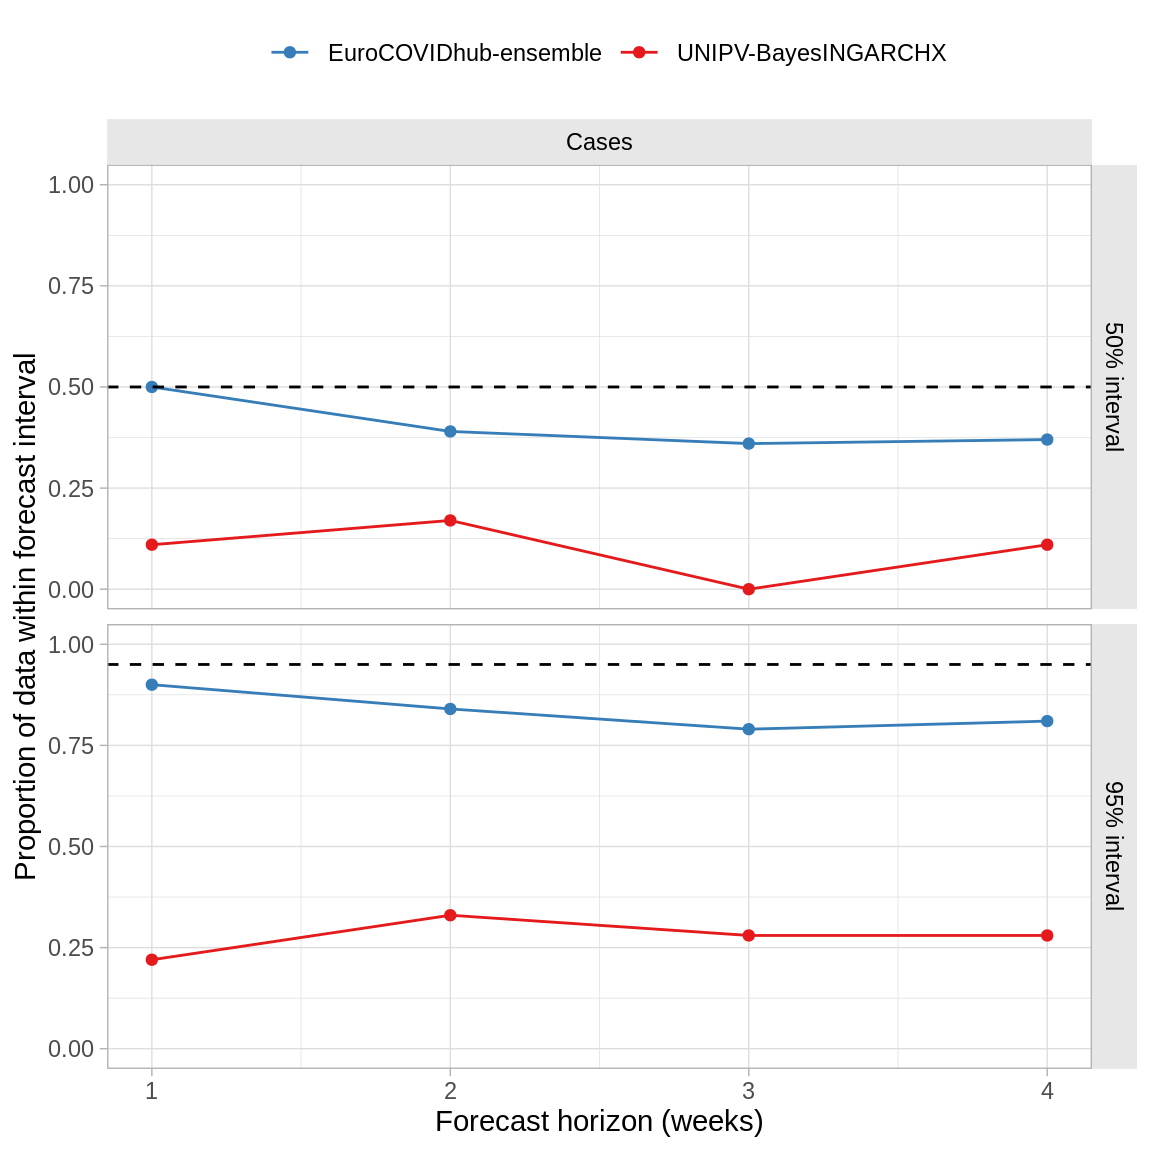 EuroCOVIDhub-ensemble UNIPV-BayesINGARCHX
Cases
1.00
0.75
0.50
0.25
0.00
50% interval
1.00
0.75
0.50
0.25
0.00
95% interval
Proportion of data within forecast interval
1 2 3 4
Forecast horizon (weeks)